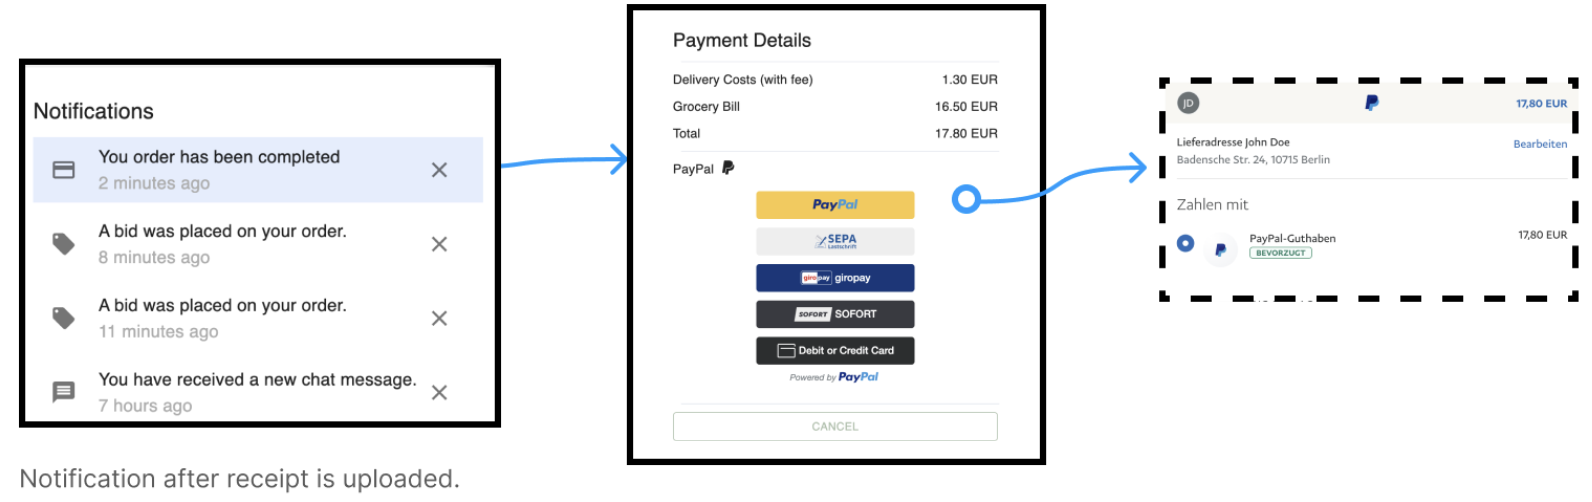 Notifications
You order has been completed
2 minutes ago
A bid was placed on your order.
8 minutes ago
A bid was placed on your order.
11 minutes ago
You have received a new chat message.
7 hours ago
Notification after receipt is uploaded.
Payment Details
Delivery Costs (with fee) 1.30 EUR
Grocery Bill 16.50 EUR
Total 17.80 EUR
PayPal
PayPal
SEPA
Lastschrift
giropay giropay
SOFORT SOFORT
Debit or Credit Card
Powered by PayPal
CANCEL
JD 17,80 EUR
Lieferadresse John Doe Bearbeiten
Badensche Str. 24, 10715 Berlin
Zahlen mit
PayPal-Guthaben 17,80 EUR
BEVORZUGT